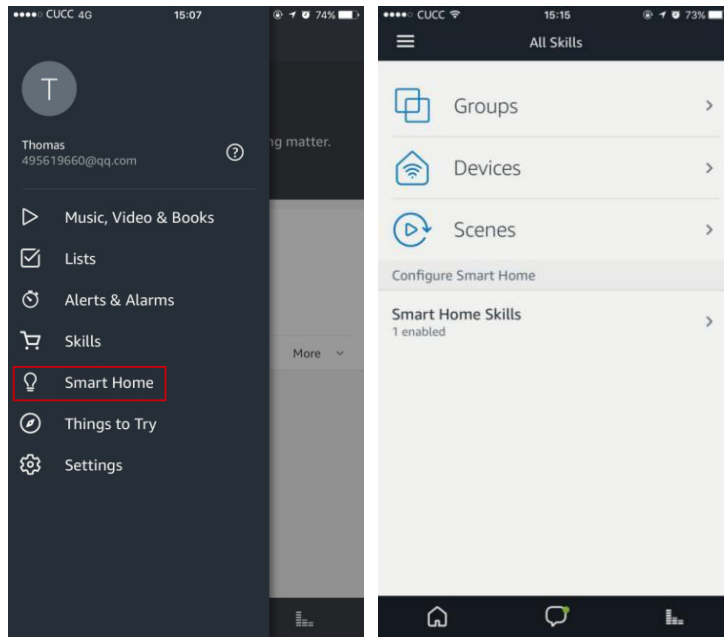 CUCC 4G 15:07 74%
T
Thomas
495619660@qq.com
ng matter.
Music, Video & Books
Lists
Alerts & Alarms
Skills
More
Smart Home
Things to Try
Settings
CUCC 15:15 73%
All Skills
Groups
Devices
Scenes
Configure Smart Home
Smart Home Skills
1 enabled